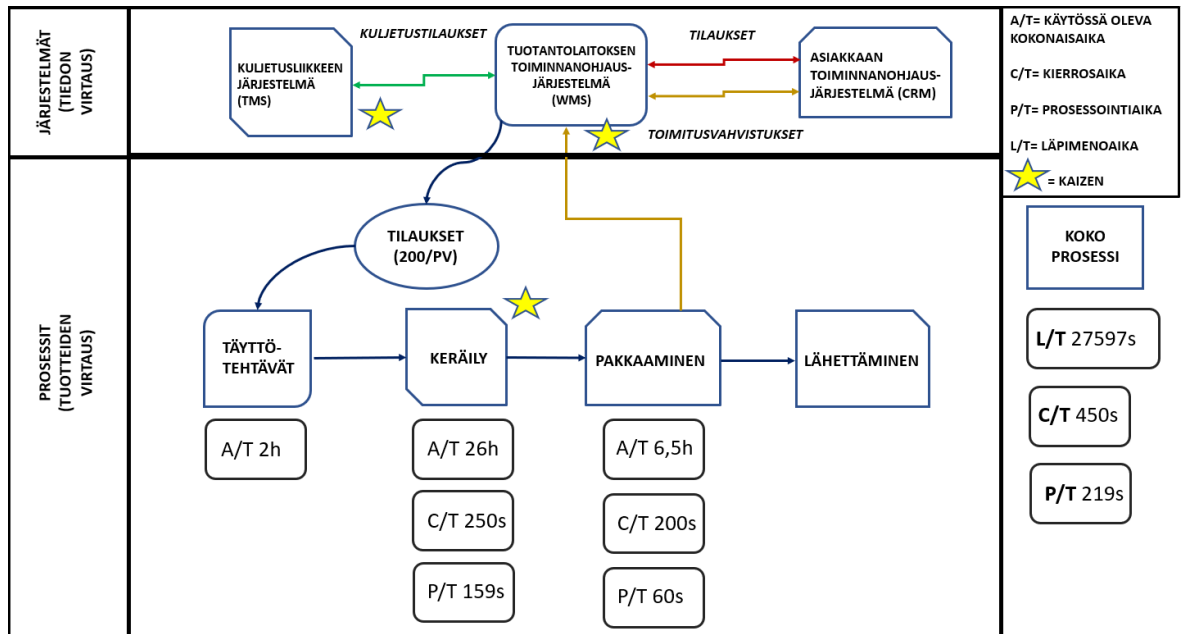 JÄRJESTELMÄT
(TIEDON
VIRTAUS)
KULJETUSLIIKKEEN
JÄRJESTELMÄ
(TMS)
KULJETUSTILAUKSET
TUOTANTOLAITOKSEN
TOIMINNANOHJAUS-
JÄRJESTELMÄ
(WMS)
TILAUKSET
TOIMITUSVAHVISTUKSET
ASIAKKAAN
TOIMINNANOHJAUS-
JÄRJESTELMÄ (CRM)
A/T= KÄYTÖSSÄ OLEVA
KOKONAISAIKA
C/T= KIERROSAIKA
P/T= PROSESSOINTIAIKA
L/T= LÄPIMENOAIKA
= KAIZEN
PROSESSIT
(TUOTTEIDEN
VIRTAUS)
TILAUKSET
(200/PV)
TÄYTTÖ-
TEHTÄVÄT
KERÄILY
PAKKAAMINEN
LÄHETTÄMINEN
A/T 2h
A/T 26h
C/T 250s
P/T 159s
A/T 6,5h
C/T 200s
P/T 60s
KOKO
PROSESSI
L/T 27597s
C/T 450s
P/T 219s